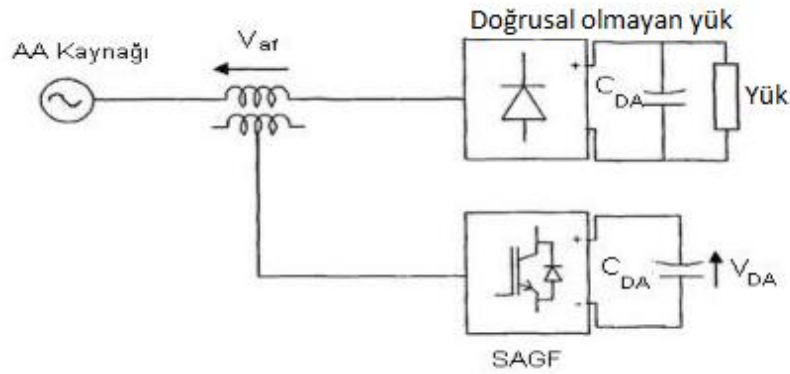 Doğrusal olmayan yük
AA Kaynağı
Vaf
+
CDA
Yük
-
+
CDA
VDA
-
SAGF